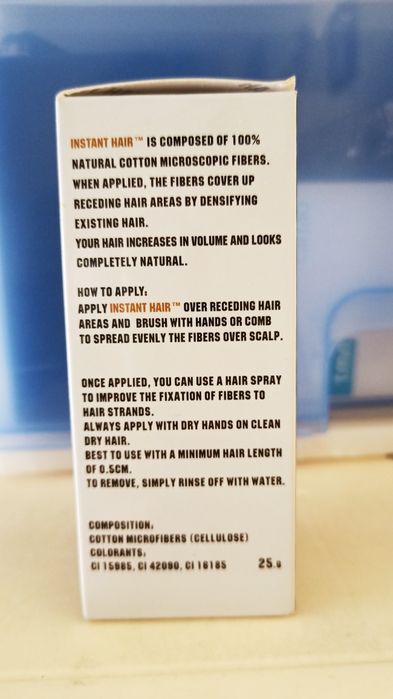 INSTANT HAIR™ IS COMPOSED OF 100%
NATURAL COTTON MICROSCOPIC FIBERS.
WHEN APPLIED, THE FIBERS COVER UP
RECEDING HAIR AREAS BY DENSIFYING
EXISTING HAIR.
YOUR HAIR INCREASES IN VOLUME AND LOOKS
COMPLETELY NATURAL.
HOW TO APPLY:
APPLY INSTANT HAIR™ OVER RECEDING HAIR
AREAS AND BRUSH WITH HANDS OR COMB
TO SPREAD EVENLY THE FIBERS OVER SCALP.
ONCE APPLIED, YOU CAN USE A HAIR SPRAY
TO IMPROVE THE FIXATION OF FIBERS TO
HAIR STRANDS.
ALWAYS APPLY WITH DRY HANDS ON CLEAN
DRY HAIR.
BEST TO USE WITH A MINIMUM HAIR LENGTH
OF 0.5CM.
TO REMOVE, SIMPLY RINSE OFF WITH WATER.
COMPOSITION:
COTTON MICROFIBERS (CELLULOSE)
COLORANTS:
CI 15985, CI 42090, CI 16185 25.g